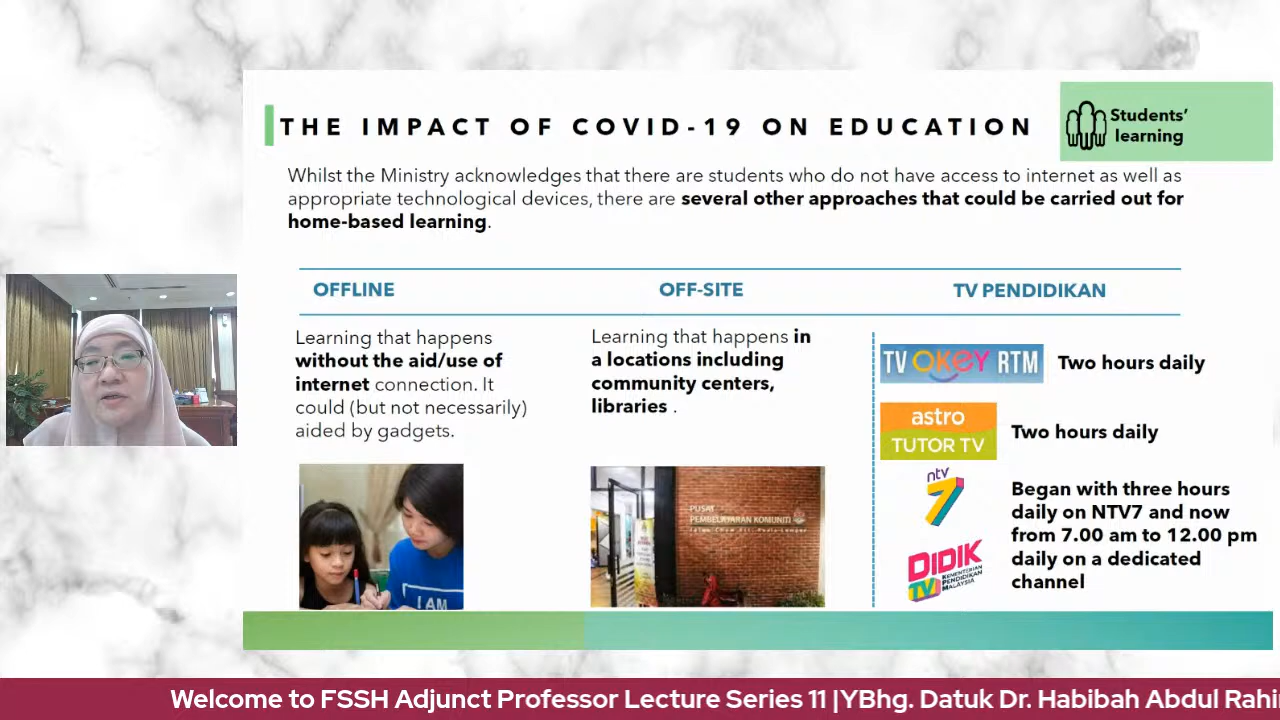 THE IMPACT OF COVID-19 ON EDUCATION
Students'
learning
Whilst the Ministry acknowledges that there are students who do not have access to internet as well as
appropriate technological devices, there are several other approaches that could be carried out for
home-based learning.
OFFLINE
OFF-SITE
TV PENDIDIKAN
Learning that happens
without the aid/use of
internet connection. It
could (but not necessarily)
aided by gadgets.
Learning that happens in
a locations including
community centers,
libraries .
TV OKEY RTM
Two hours daily
astro
TUTOR TV
Two hours daily
ntv
7
Began with three hours
daily on NTV7 and now
from 7.00 am to 12.00 pm
daily on a dedicated
channel
DIDIK
TV
KEMENTERIAN
PENDIDIKAN
MALAYSIA
I AM
PUSAT
PEMBELAJARAN KOMUNITI
Welcome to FSSH Adjunct Professor Lecture Series 11 |YBhg. Datuk Dr. Habibah Abdul Rahi